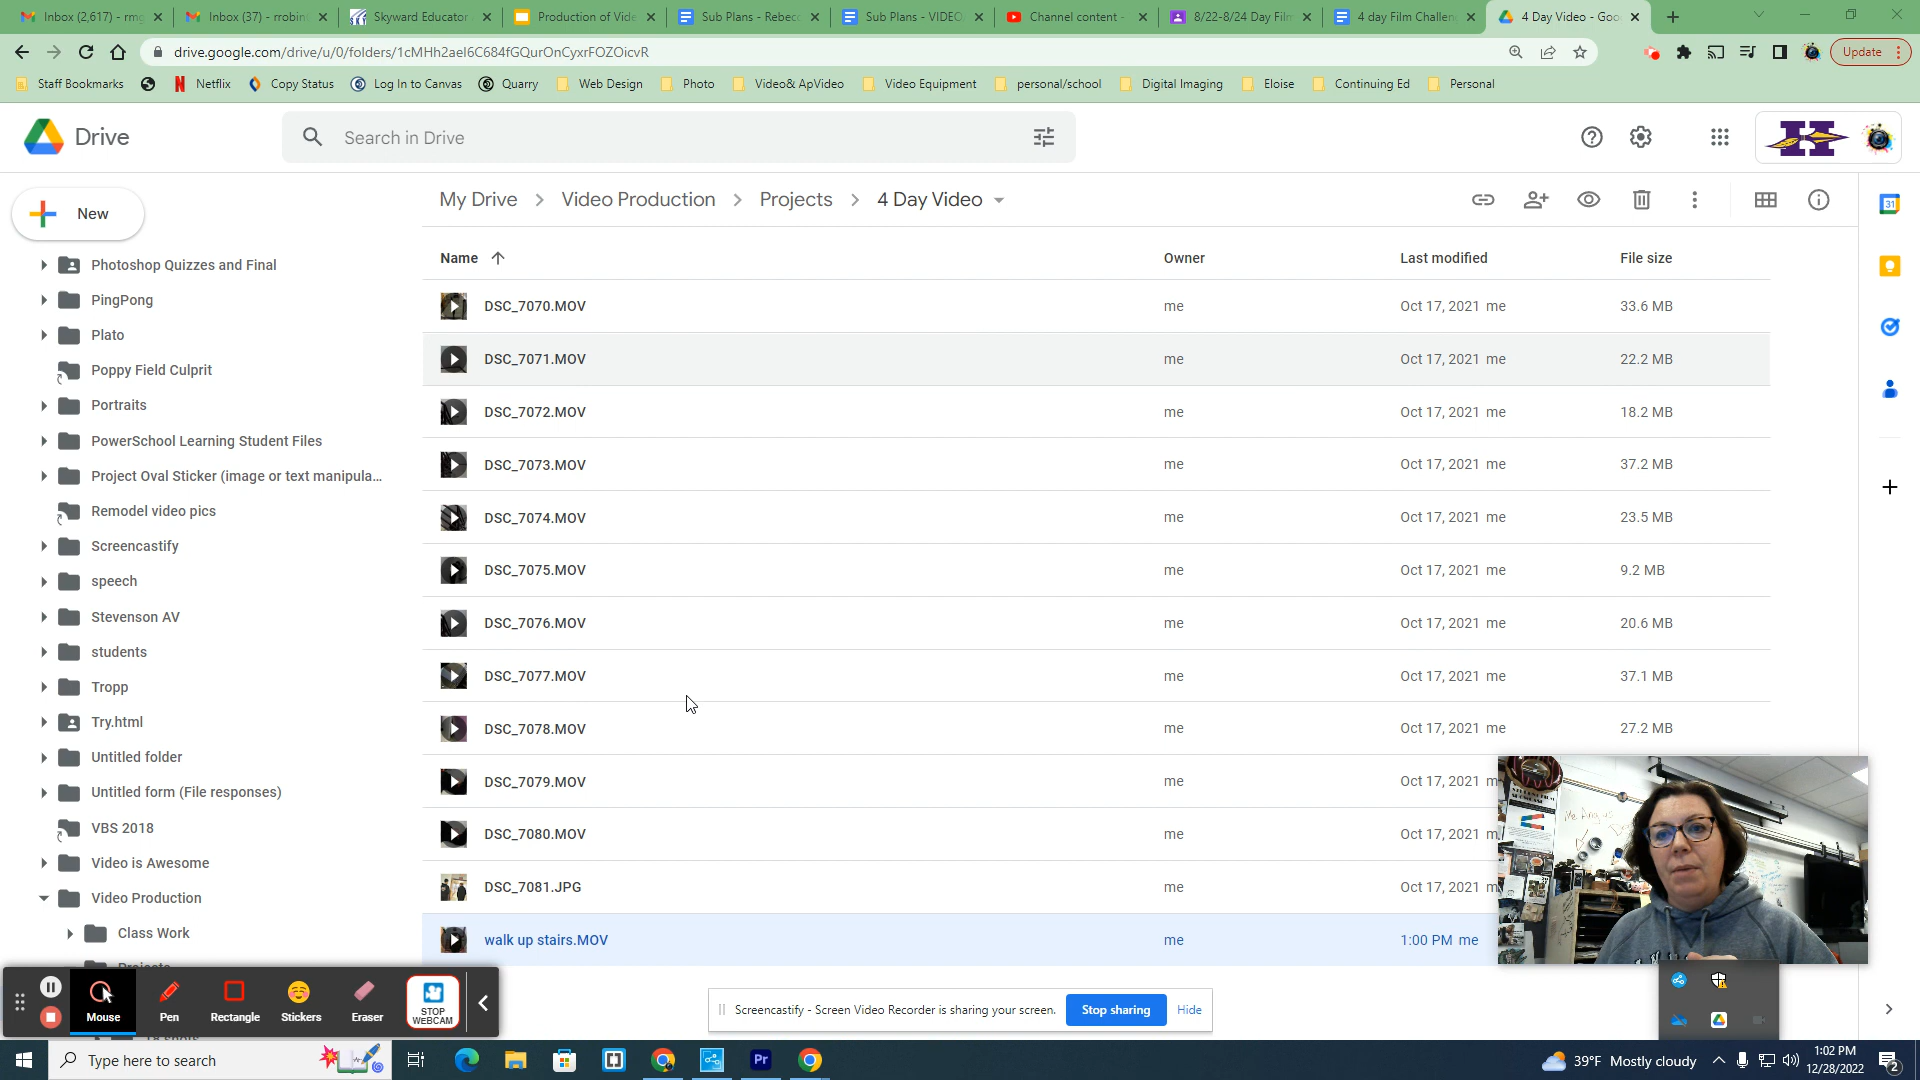 Inbox (2,617) - rmg
Inbox (37) - rrobin
Skyward Educator
Production of Vide
Sub Plans - Rebecc
Sub Plans - VIDEO
Channel content -
8/22-8/24 Day Film
4 day Film Challen
4 Day Video - Goo
drive.google.com/drive/u/0/folders/1cMHh2aeI6C684fGQurOnCyxrFOZOicvR
Update
Staff Bookmarks
Netflix
Copy Status
Log In to Canvas
Quarry
Web Design
Photo
Video& ApVideo
Video Equipment
personal/school
Digital Imaging
Eloise
Continuing Ed
Personal
Drive
Search in Drive
New
My Drive > Video Production > Projects > 4 Day Video
Name
Owner
Last modified
File size
Photoshop Quizzes and Final
PingPong
Plato
Poppy Field Culprit
Portraits
PowerSchool Learning Student Files
Project Oval Sticker (image or text manipula...
Remodel video pics
Screencastify
speech
Stevenson AV
students
Tropp
Try.html
Untitled folder
Untitled form (File responses)
VBS 2018
Video is Awesome
Video Production
Class Work
Projects
DSC_7070.MOV me Oct 17, 2021 me 33.6 MB
DSC_7071.MOV me Oct 17, 2021 me 22.2 MB
DSC_7072.MOV me Oct 17, 2021 me 18.2 MB
DSC_7073.MOV me Oct 17, 2021 me 37.2 MB
DSC_7074.MOV me Oct 17, 2021 me 23.5 MB
DSC_7075.MOV me Oct 17, 2021 me 9.2 MB
DSC_7076.MOV me Oct 17, 2021 me 20.6 MB
DSC_7077.MOV me Oct 17, 2021 me 37.1 MB
DSC_7078.MOV me Oct 17, 2021 me 27.2 MB
DSC_7079.MOV me Oct 17, 2021 m
DSC_7080.MOV me Oct 17, 2021 m
DSC_7081.JPG me Oct 17, 2021 m
walk up stairs.MOV me 1:00 PM me
Mouse
Pen
Rectangle
Stickers
Eraser
STOP
WEBCAM
Screencastify - Screen Video Recorder is sharing your screen.
Stop sharing
Hide
Type here to search
Pr
39°F Mostly cloudy
1:02 PM
12/28/2022
2